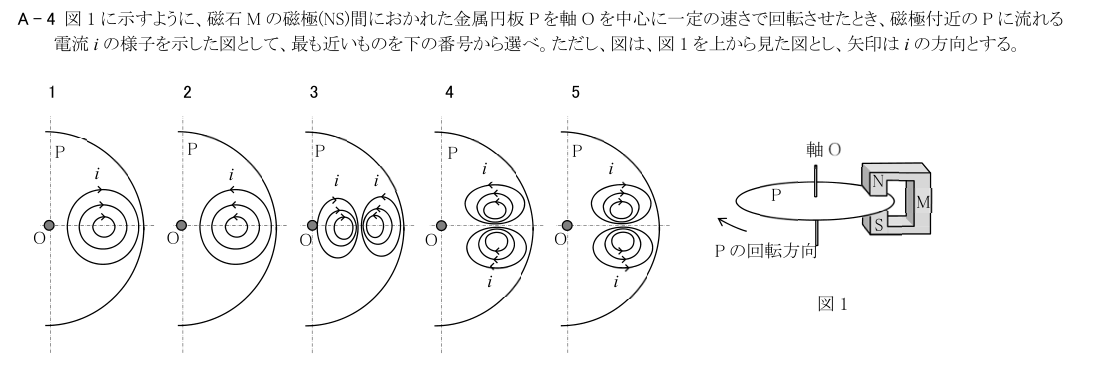 A－4 図１に示すように、磁石 M の磁極(NS)間におかれた金属円板 P を軸 O を中心に一定の速さで回転させたとき、磁極付近の P に流れる
電流 i の様子を示した図として、最も近いものを下の番号から選べ。ただし、図は、図１を上から見た図とし、矢印は i の方向とする。
1 2 3 4 5
P P P P P
i i i i i i
O O O O O
i i
軸 O
P N M S
P の回転方向
図１